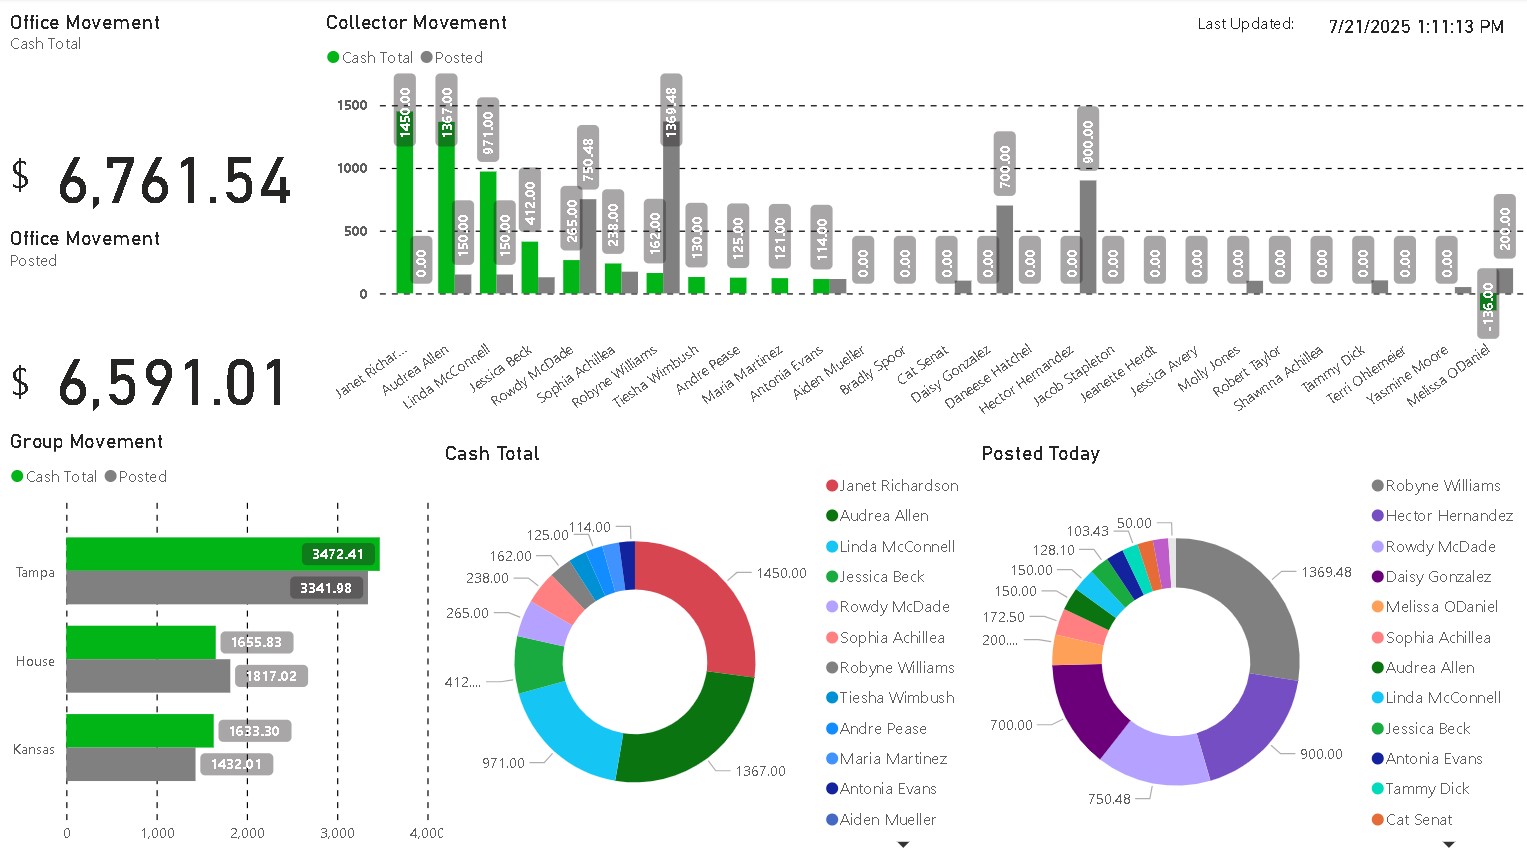 Office Movement
Cash Total
$ 6,761.54
Office Movement
Posted
$ 6,591.01
Collector Movement
Cash Total Posted
Last Updated: 7/21/2025 1:11:13 PM
1500
1000
500
0
1450.00
0.00
1367.00
150.00
971.00
150.00
412.00
265.00
750.48
238.00
162.00
1369.48
130.00
125.00
121.00
114.00
0.00
0.00
0.00
0.00
700.00
0.00
0.00
900.00
0.00
0.00
0.00
0.00
0.00
0.00
0.00
0.00
0.00
-136.00
200.00
Janet Richar...
Audrea Allen
Linda McConnell
Jessica Beck
Rowdy McDade
Sophia Achillea
Robyne Williams
Tiesha Wimbush
Andre Pease
Maria Martinez
Antonia Evans
Aiden Mueller
Bradly Spoor
Cat Senat
Daisy Gonzalez
Daneese Hatchel
Hector Hernandez
Jacob Stapleton
Jeanette Herdt
Jessica Avery
Molly Jones
Robert Taylor
Shawnna Achillea
Tammy Dick
Terri Ohlemeier
Yasmine Moore
Melissa ODaniel
Group Movement
Cash Total Posted
Tampa
3472.41
3341.98
House
1655.83
1817.02
Kansas
1633.30
1432.01
0 1,000 2,000 3,000 4,000
Cash Total
1450.00
1367.00
971.00
412....
265.00
238.00
162.00
125.00
114.00
Janet Richardson
Audrea Allen
Linda McConnell
Jessica Beck
Rowdy McDade
Sophia Achillea
Robyne Williams
Tiesha Wimbush
Andre Pease
Maria Martinez
Antonia Evans
Aiden Mueller
Posted Today
1369.48
900.00
750.48
700.00
200....
172.50
150.00
150.00
128.10
103.43
50.00
Robyne Williams
Hector Hernandez
Rowdy McDade
Daisy Gonzalez
Melissa ODaniel
Sophia Achillea
Audrea Allen
Linda McConnell
Jessica Beck
Antonia Evans
Tammy Dick
Cat Senat